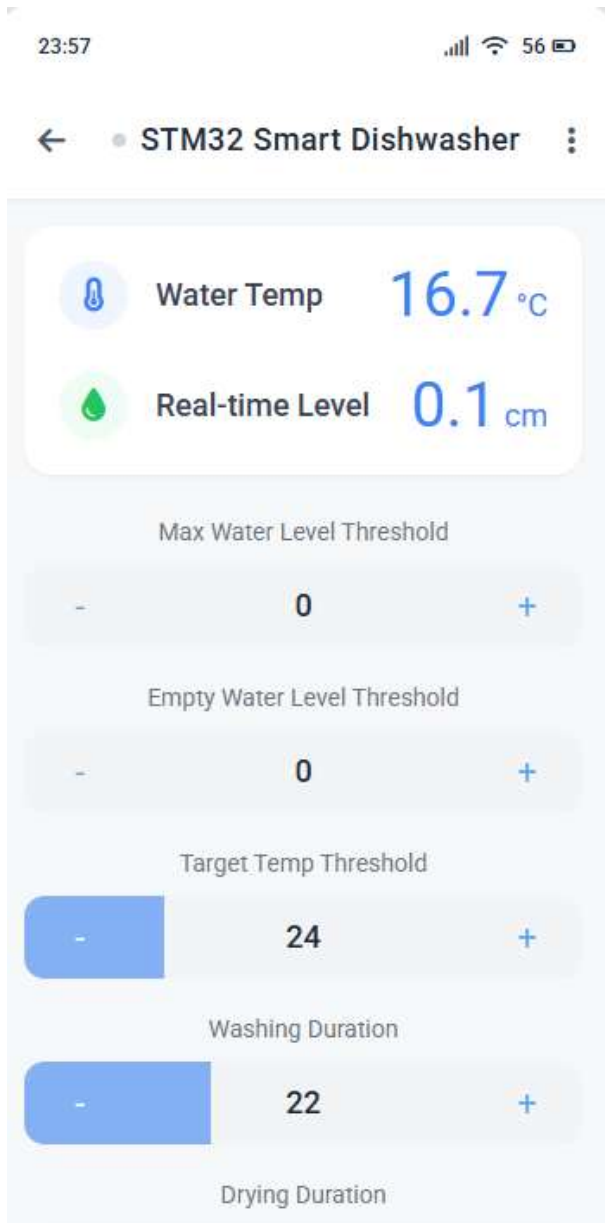 23:57 56
STM32 Smart Dishwasher
Water Temp 16.7 °C
Real-time Level 0.1 cm
Max Water Level Threshold
- 0 +
Empty Water Level Threshold
- 0 +
Target Temp Threshold
- 24 +
Washing Duration
- 22 +
Drying Duration